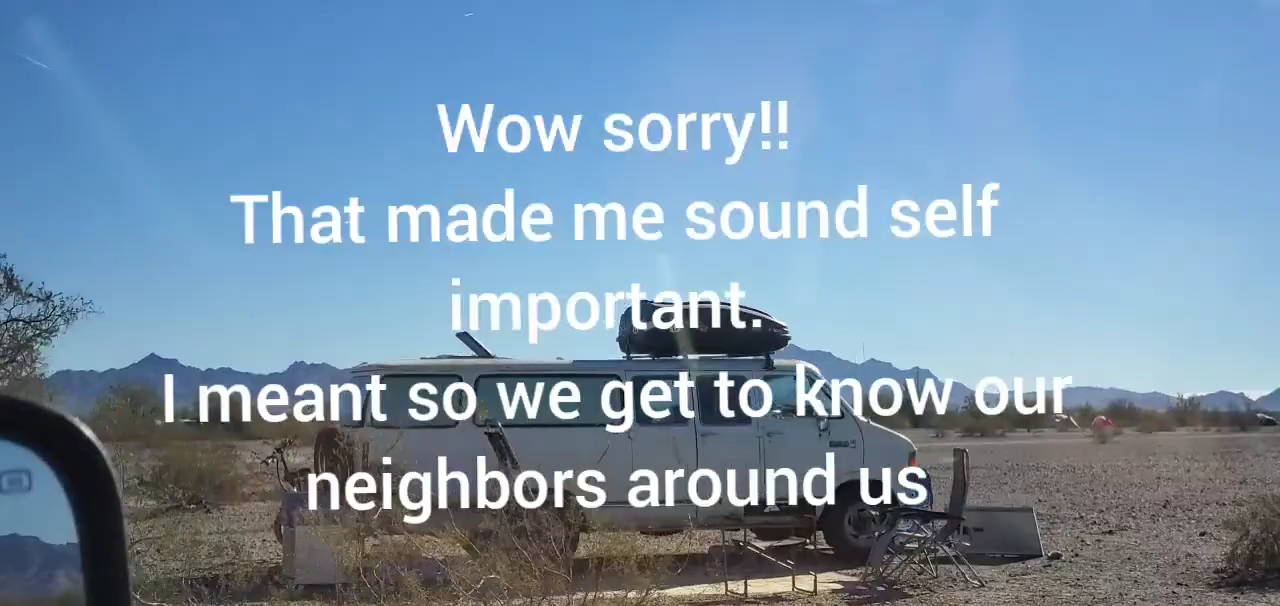 Wow sorry!!
That made me sound self
important.
I meant so we get to know our
neighbors around us